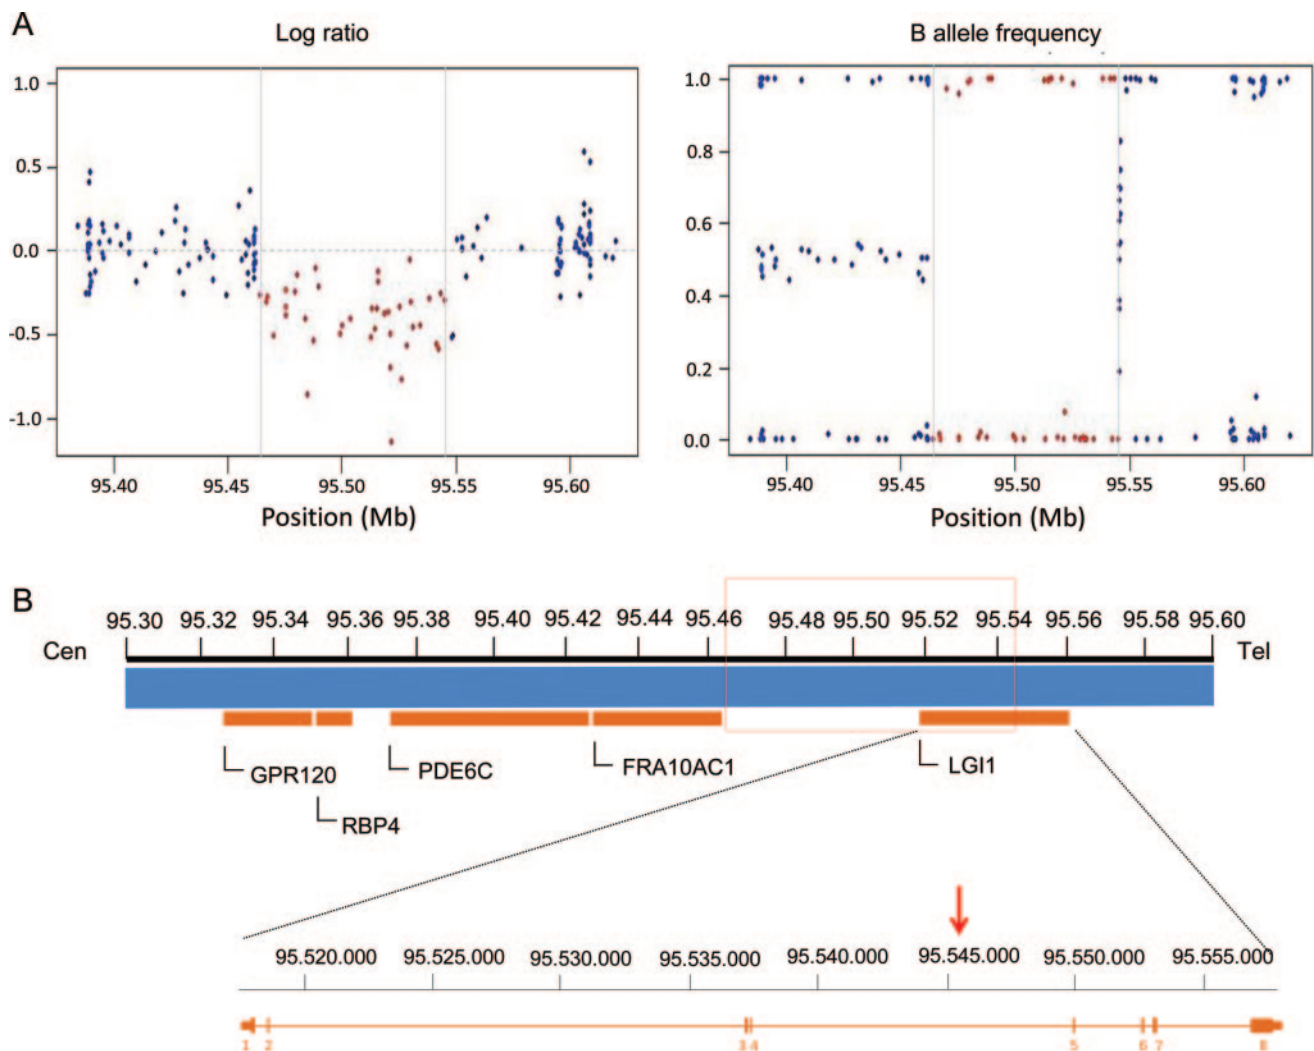 A
Log ratio
B allele frequency
1.0
0.5
0.0
-0.5
-1.0
95.40 95.45 95.50 95.55 95.60
Position (Mb)
1.0
0.8
0.6
0.4
0.2
0.0
95.40 95.45 95.50 95.55 95.60
Position (Mb)
B
95.30 95.32 95.34 95.36 95.38 95.40 95.42 95.44 95.46 95.48 95.50 95.52 95.54 95.56 95.58 95.60
Cen
Tel
GPR120
RBP4
PDE6C
FRA10AC1
LGI1
95.520.000 95.525.000 95.530.000 95.535.000 95.540.000 95.545.000 95.550.000 95.555.000
1 2 3 4 5 6 7 8